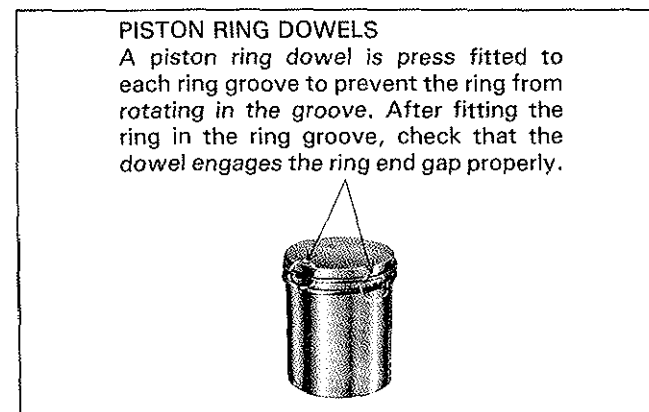 PISTON RING DOWELS
A piston ring dowel is press fitted to
each ring groove to prevent the ring from
rotating in the groove. After fitting the
ring in the ring groove, check that the
dowel engages the ring end gap properly.